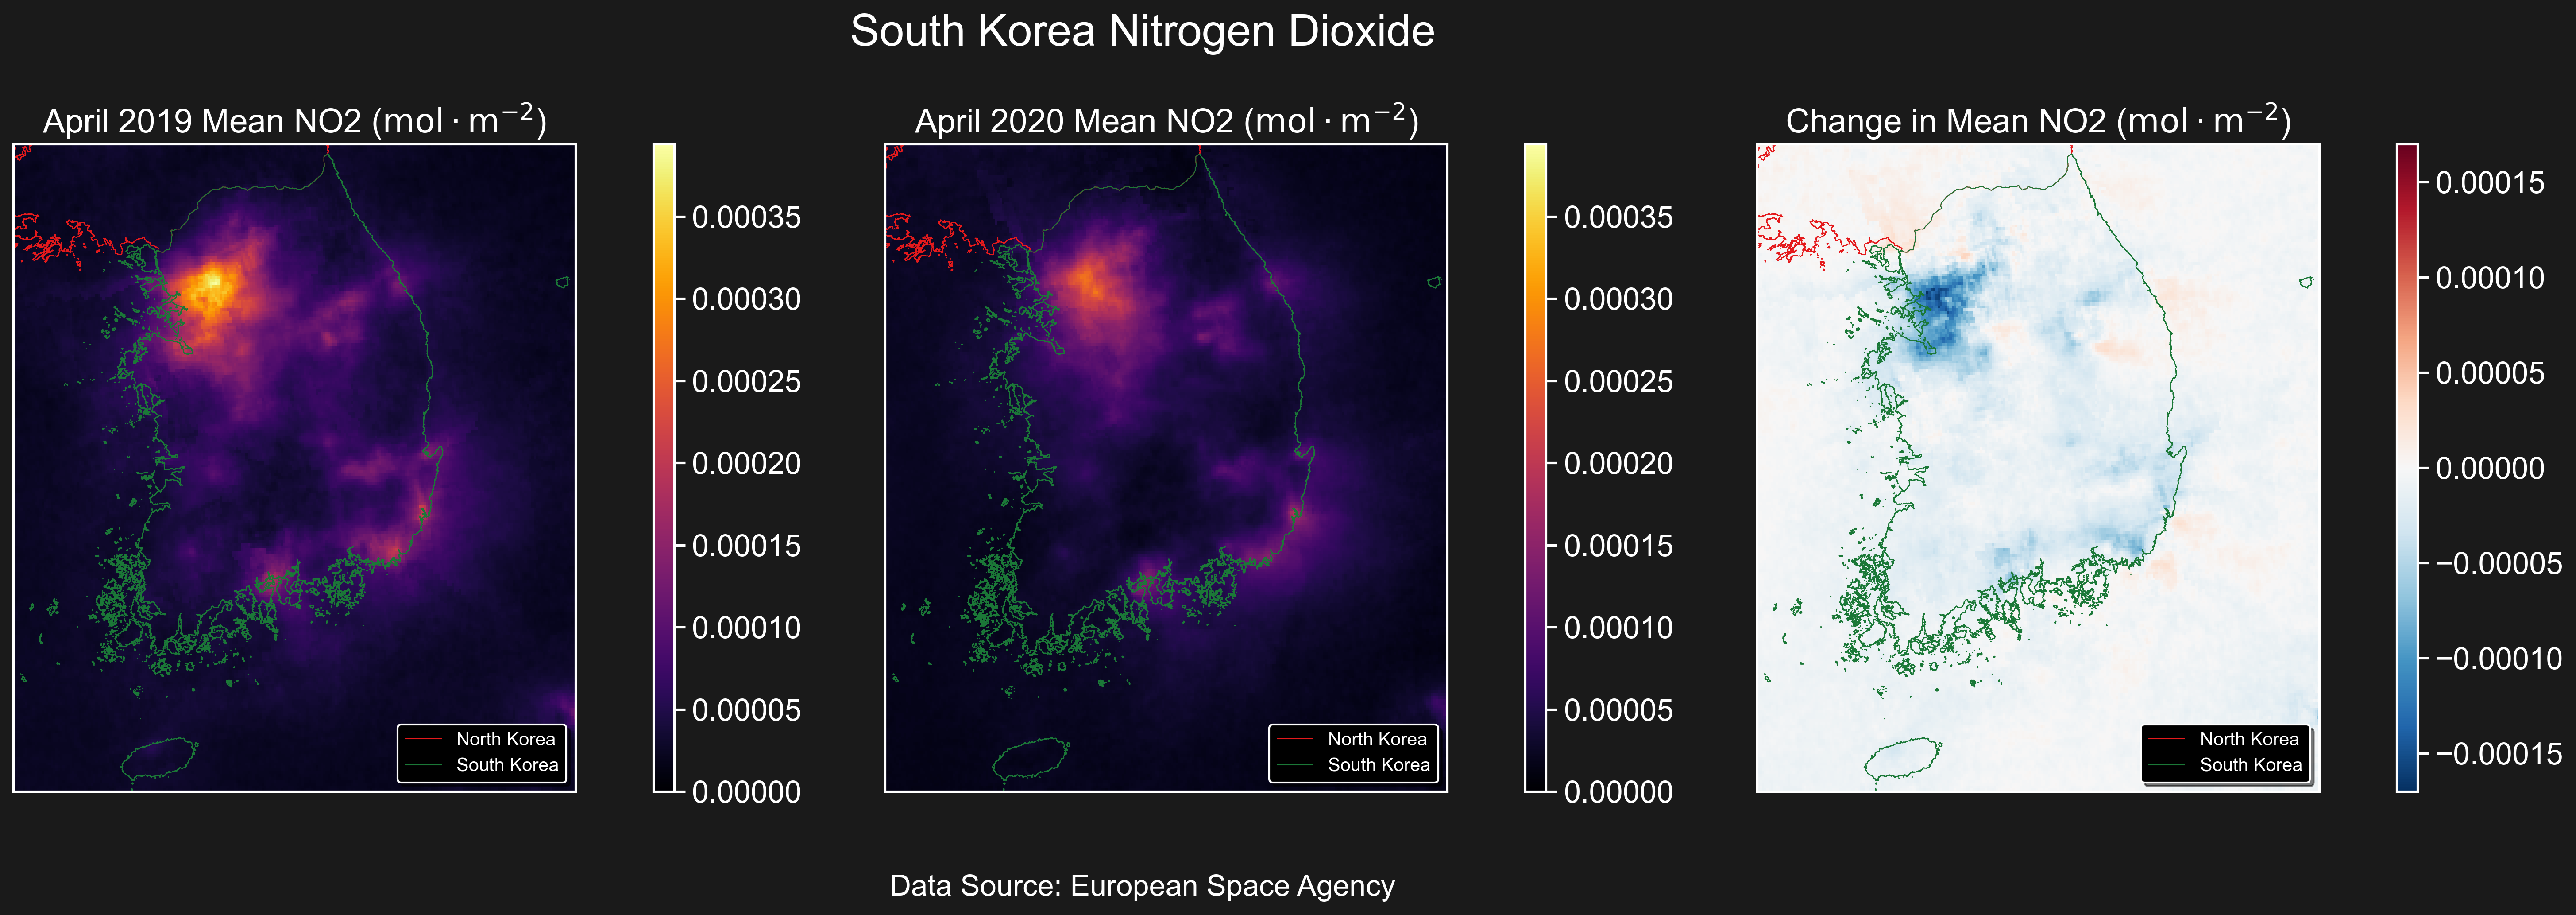 South Korea Nitrogen Dioxide
April 2019 Mean NO2 (mol · m⁻²)
0.00035
0.00030
0.00025
0.00020
0.00015
0.00010
0.00005
0.00000
North Korea
South Korea
April 2020 Mean NO2 (mol · m⁻²)
0.00035
0.00030
0.00025
0.00020
0.00015
0.00010
0.00005
0.00000
North Korea
South Korea
Change in Mean NO2 (mol · m⁻²)
0.00015
0.00010
0.00005
0.00000
−0.00005
−0.00010
−0.00015
North Korea
South Korea
Data Source: European Space Agency